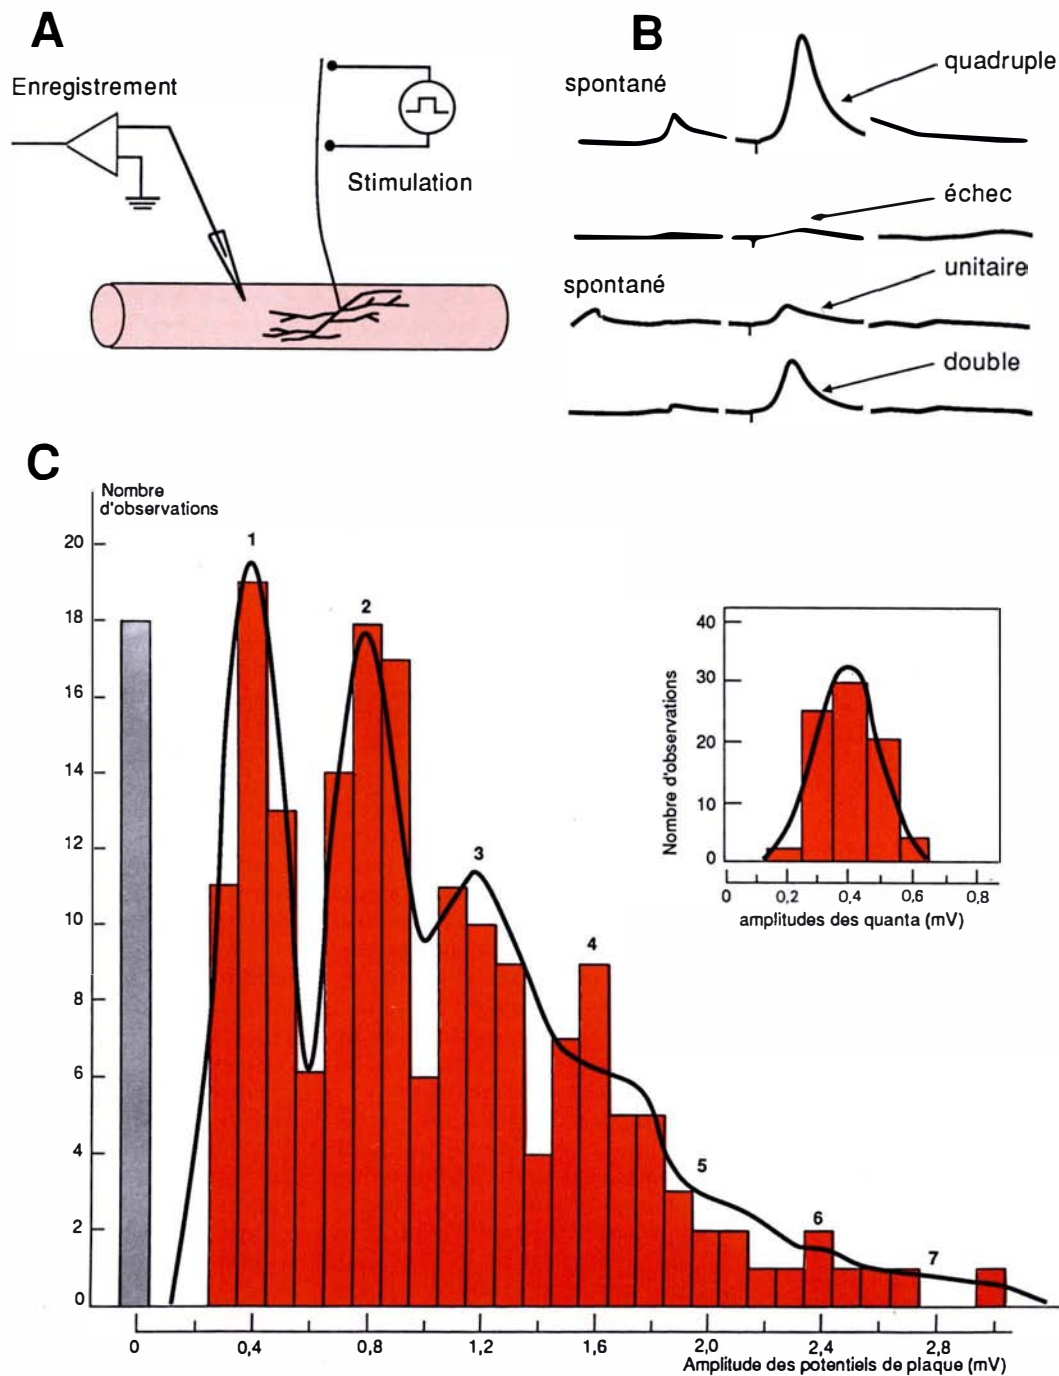 A
Enregistrement
Stimulation
B
spontané
quadruple
échec
spontané
unitaire
double
C
Nombre
d'observations
20
18
16
14
12
10
8
6
4
2
0
1
2
3
4
5
6
7
0 0,4 0,8 1,2 1,6 2,0 2,4 2,8
Amplitude des potentiels de plaque (mV)
Nombre d'observations
40
30
20
10
0
0 0,2 0,4 0,6 0,8
amplitudes des quanta (mV)